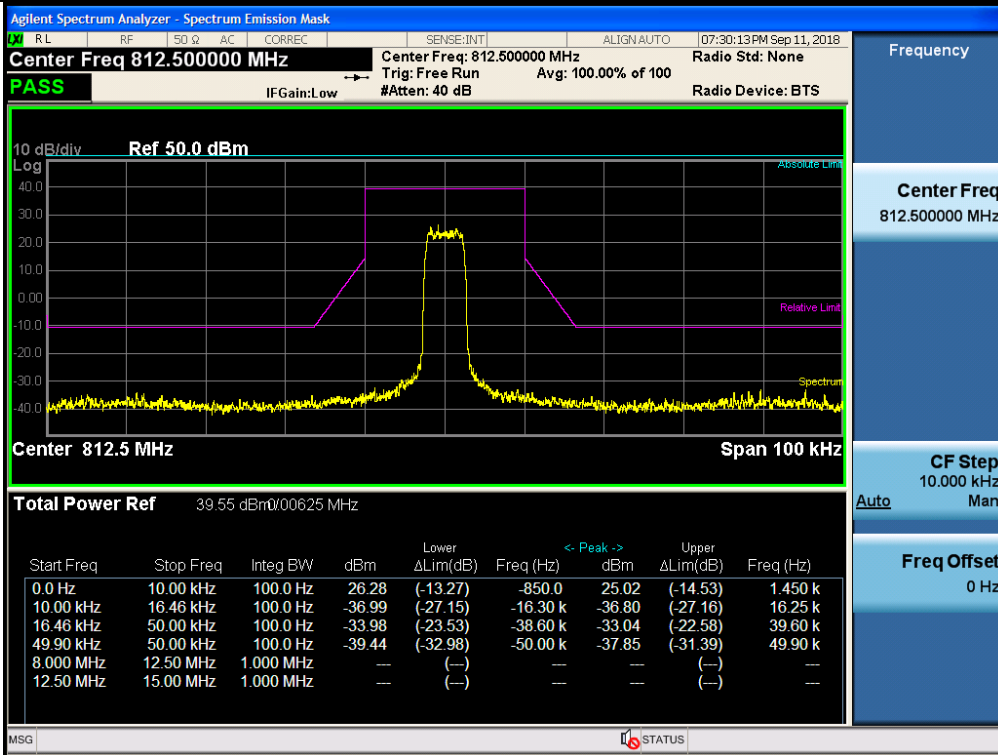 Agilent Spectrum Analyzer - Spectrum Emission Mask
LXI RL RF 50 Ω AC CORREC SENSE:INT ALIGN AUTO 07:30:13 PM Sep 11, 2018
Center Freq 812.500000 MHz
Center Freq: 812.500000 MHz Radio Std: None
Trig: Free Run Avg: 100.00% of 100
PASS IFGain:Low #Atten: 40 dB Radio Device: BTS
Frequency
10 dB/div Ref 50.0 dBm
Log
Absolute Limit
40.0
30.0
20.0
10.0
0.00
Relative Limit
-10.0
-20.0
-30.0
Spectrum
-40.0
Center 812.5 MHz Span 100 kHz
Center Freq
812.500000 MHz
CF Step
10.000 kHz
Auto Man
Freq Offset
0 Hz
Total Power Ref 39.55 dBm/0.00625 MHz
Lower <- Peak -> Upper
Start Freq Stop Freq Integ BW dBm ΔLim(dB) Freq (Hz) dBm ΔLim(dB) Freq (Hz)
0.0 Hz 10.00 kHz 100.0 Hz 26.28 (-13.27) -850.0 25.02 (-14.53) 1.450 k
10.00 kHz 16.46 kHz 100.0 Hz -36.99 (-27.15) -16.30 k -36.80 (-27.16) 16.25 k
16.46 kHz 50.00 kHz 100.0 Hz -33.98 (-23.53) -38.60 k -33.04 (-22.58) 39.60 k
49.90 kHz 50.00 kHz 100.0 Hz -39.44 (-32.98) -50.00 k -37.85 (-31.39) 49.90 k
8.000 MHz 12.50 MHz 1.000 MHz --- (---) --- --- (---) ---
12.50 MHz 15.00 MHz 1.000 MHz --- (---) --- --- (---) ---
MSG STATUS